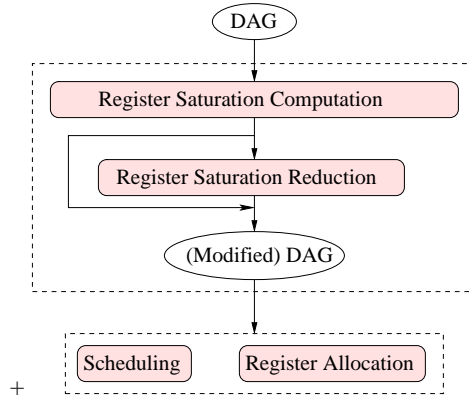 DAG
Register Saturation Computation
Register Saturation Reduction
(Modified) DAG
Scheduling Register Allocation
+